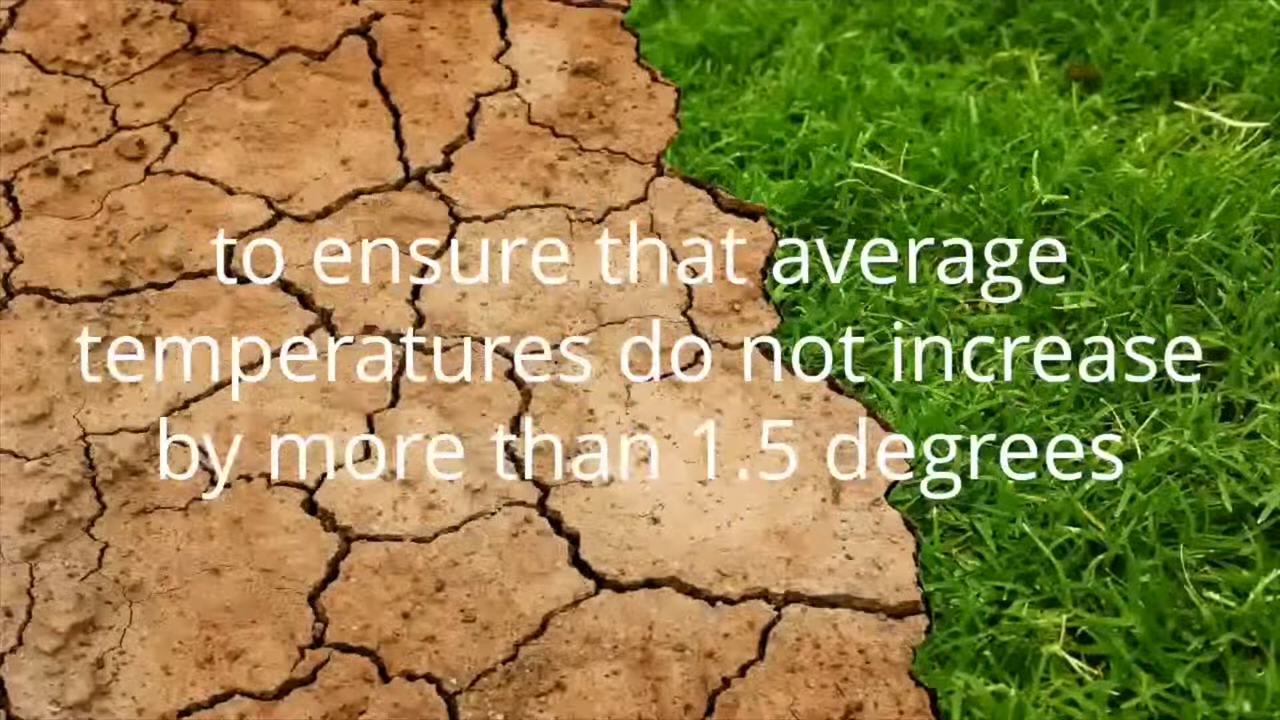 to ensure that average
temperatures do not increase
by more than 1.5 degrees